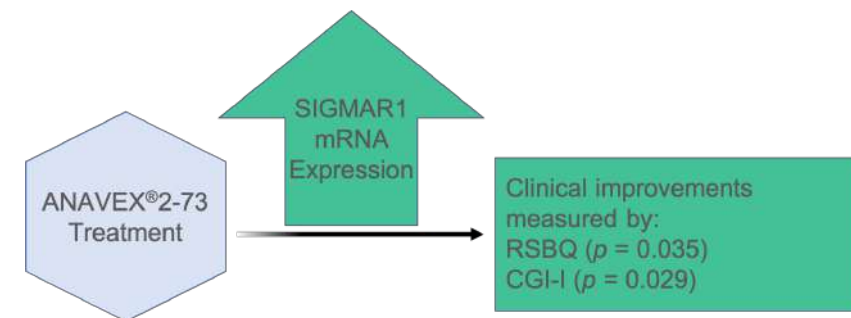 ANAVEX®2-73
Treatment
SIGMAR1
mRNA
Expression
Clinical improvements
measured by:
RSBQ (p = 0.035)
CGI-I (p = 0.029)